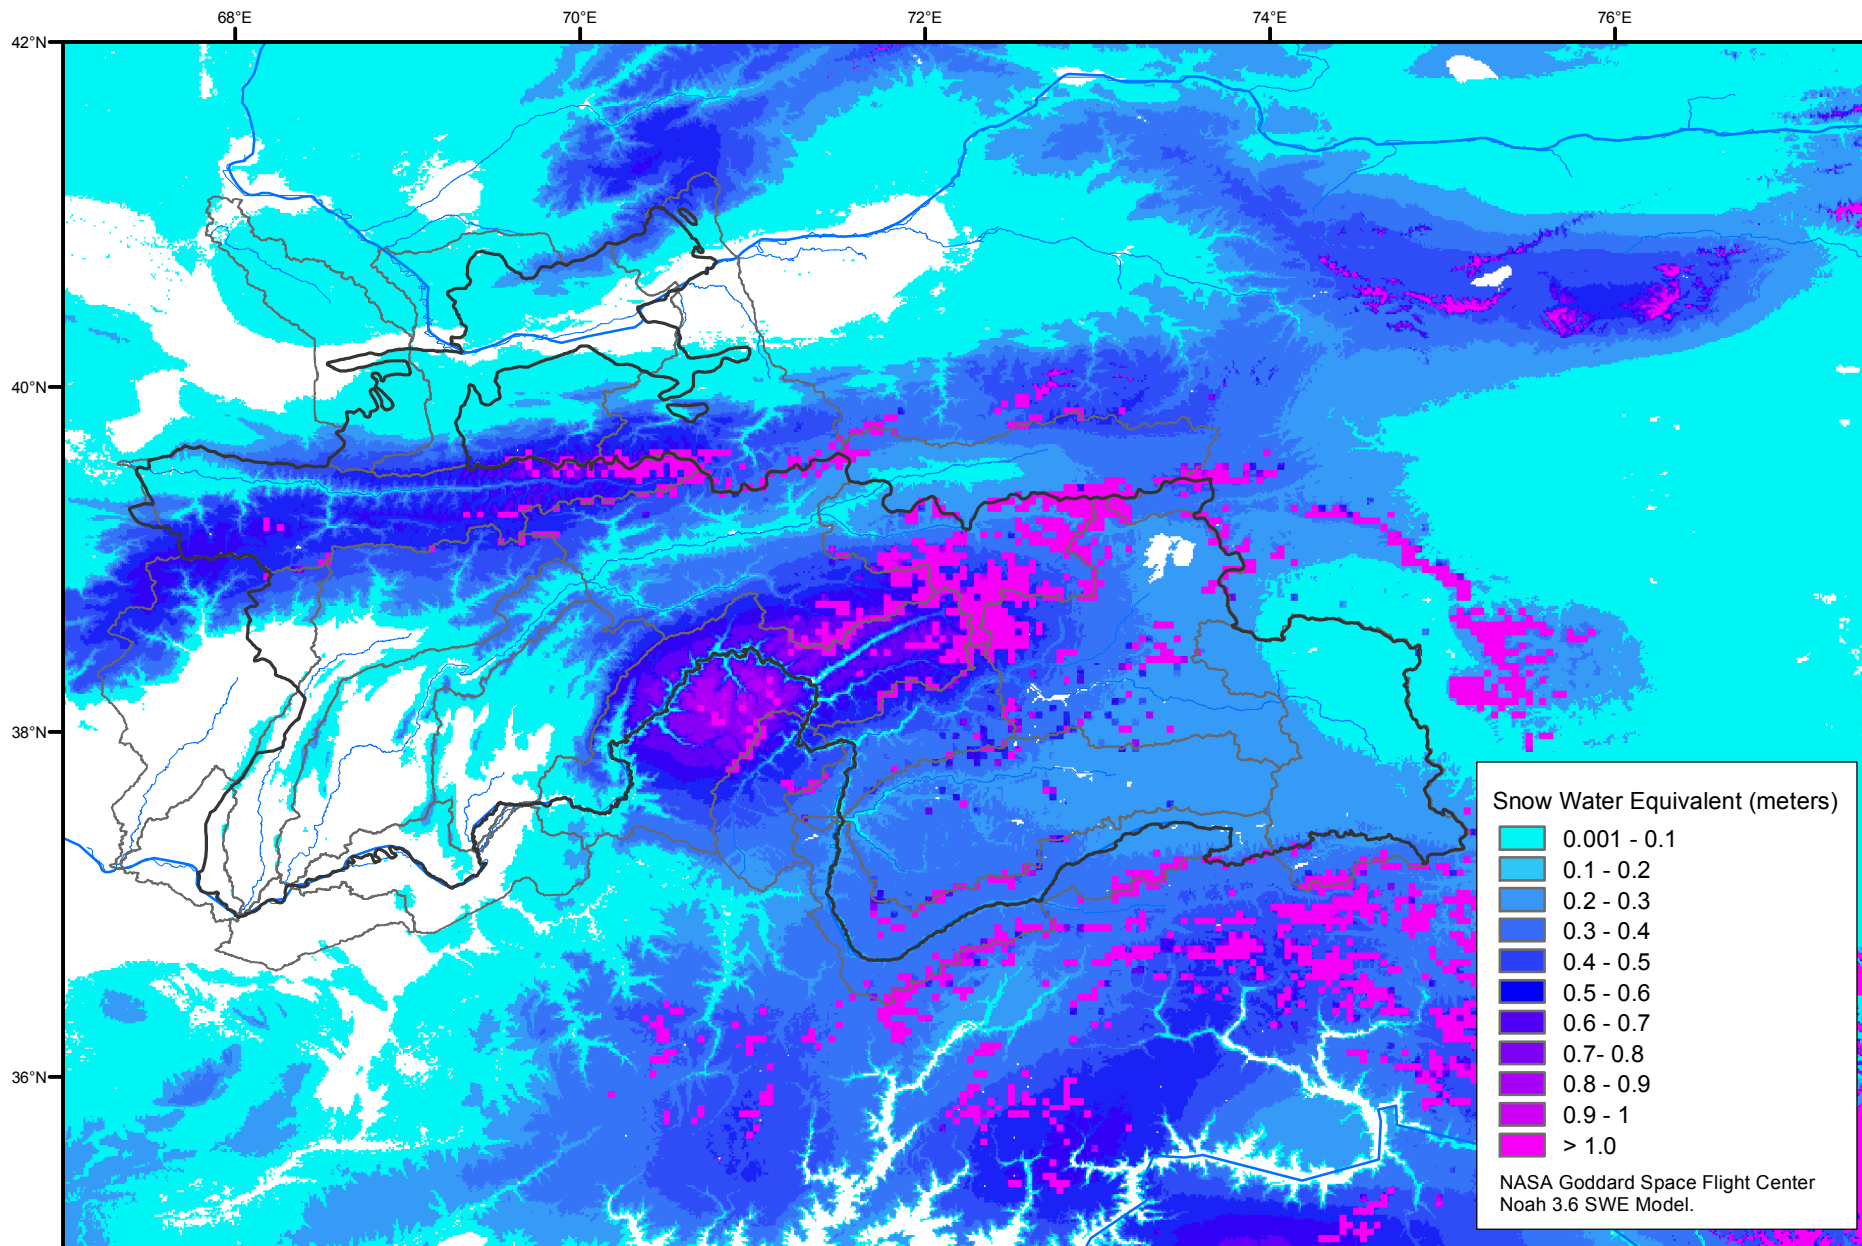 68°E
70°E
72°E
74°E
76°E
42°N
40°N
38°N
36°N
Snow Water Equivalent (meters)
0.001 - 0.1
0.1 - 0.2
0.2 - 0.3
0.3 - 0.4
0.4 - 0.5
0.5 - 0.6
0.6 - 0.7
0.7- 0.8
0.8 - 0.9
0.9 - 1
> 1.0
NASA Goddard Space Flight Center
Noah 3.6 SWE Model.